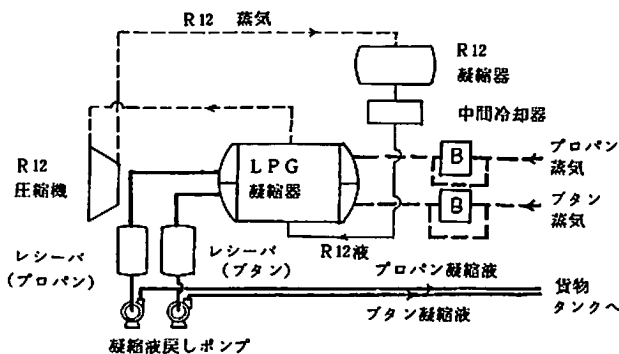 R12 蒸気
R12
凝縮器
中間冷却器
R12
圧縮機
LPG
凝縮器
B
プロパン
蒸気
B
ブタン
蒸気
レシーバ
(プロパン)
レシーバ
(ブタン)
R12液
プロパン凝縮液
貨物
タンクへ
ブタン凝縮液
凝縮液戻しポンプ